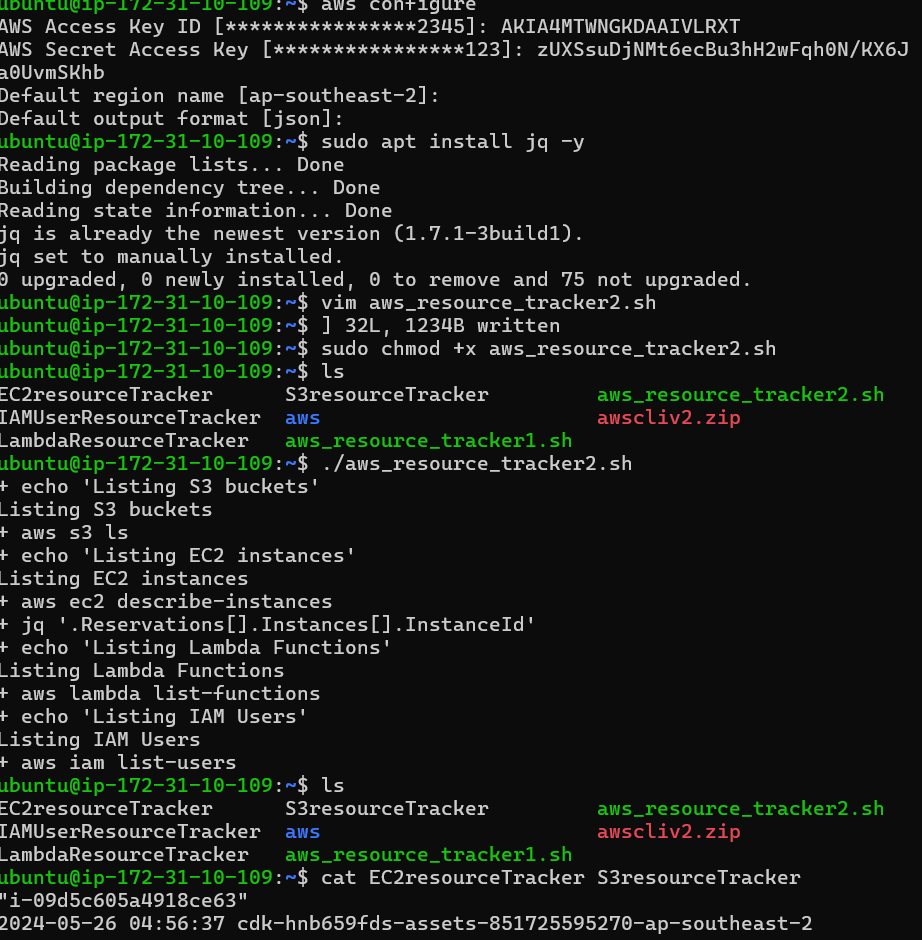 ubuntu@ip-172-31-10-109:~$ aws configure
AWS Access Key ID [****************2345]: AKIA4MTWNGKDAAIVLRXT
AWS Secret Access Key [****************123]: zUXSsuDjNMt6ecBu3hH2wFqh0N/KX6J
a0UvmSKhb
Default region name [ap-southeast-2]:
Default output format [json]:
ubuntu@ip-172-31-10-109:~$ sudo apt install jq -y
Reading package lists... Done
Building dependency tree... Done
Reading state information... Done
jq is already the newest version (1.7.1-3build1).
jq set to manually installed.
0 upgraded, 0 newly installed, 0 to remove and 75 not upgraded.
ubuntu@ip-172-31-10-109:~$ vim aws_resource_tracker2.sh
ubuntu@ip-172-31-10-109:~$ ] 32L, 1234B written
ubuntu@ip-172-31-10-109:~$ sudo chmod +x aws_resource_tracker2.sh
ubuntu@ip-172-31-10-109:~$ ls
EC2resourceTracker      S3resourceTracker         aws_resource_tracker2.sh
IAMUserResourceTracker  aws                       awscliv2.zip
LambdaResourceTracker   aws_resource_tracker1.sh
ubuntu@ip-172-31-10-109:~$ ./aws_resource_tracker2.sh
+ echo 'Listing S3 buckets'
Listing S3 buckets
+ aws s3 ls
+ echo 'Listing EC2 instances'
Listing EC2 instances
+ aws ec2 describe-instances
+ jq '.Reservations[].Instances[].InstanceId'
+ echo 'Listing Lambda Functions'
Listing Lambda Functions
+ aws lambda list-functions
+ echo 'Listing IAM Users'
Listing IAM Users
+ aws iam list-users
ubuntu@ip-172-31-10-109:~$ ls
EC2resourceTracker      S3resourceTracker         aws_resource_tracker2.sh
IAMUserResourceTracker  aws                       awscliv2.zip
LambdaResourceTracker   aws_resource_tracker1.sh
ubuntu@ip-172-31-10-109:~$ cat EC2resourceTracker S3resourceTracker
"i-09d5c605a4918ce63"
2024-05-26 04:56:37 cdk-hnb659fds-assets-851725595270-ap-southeast-2